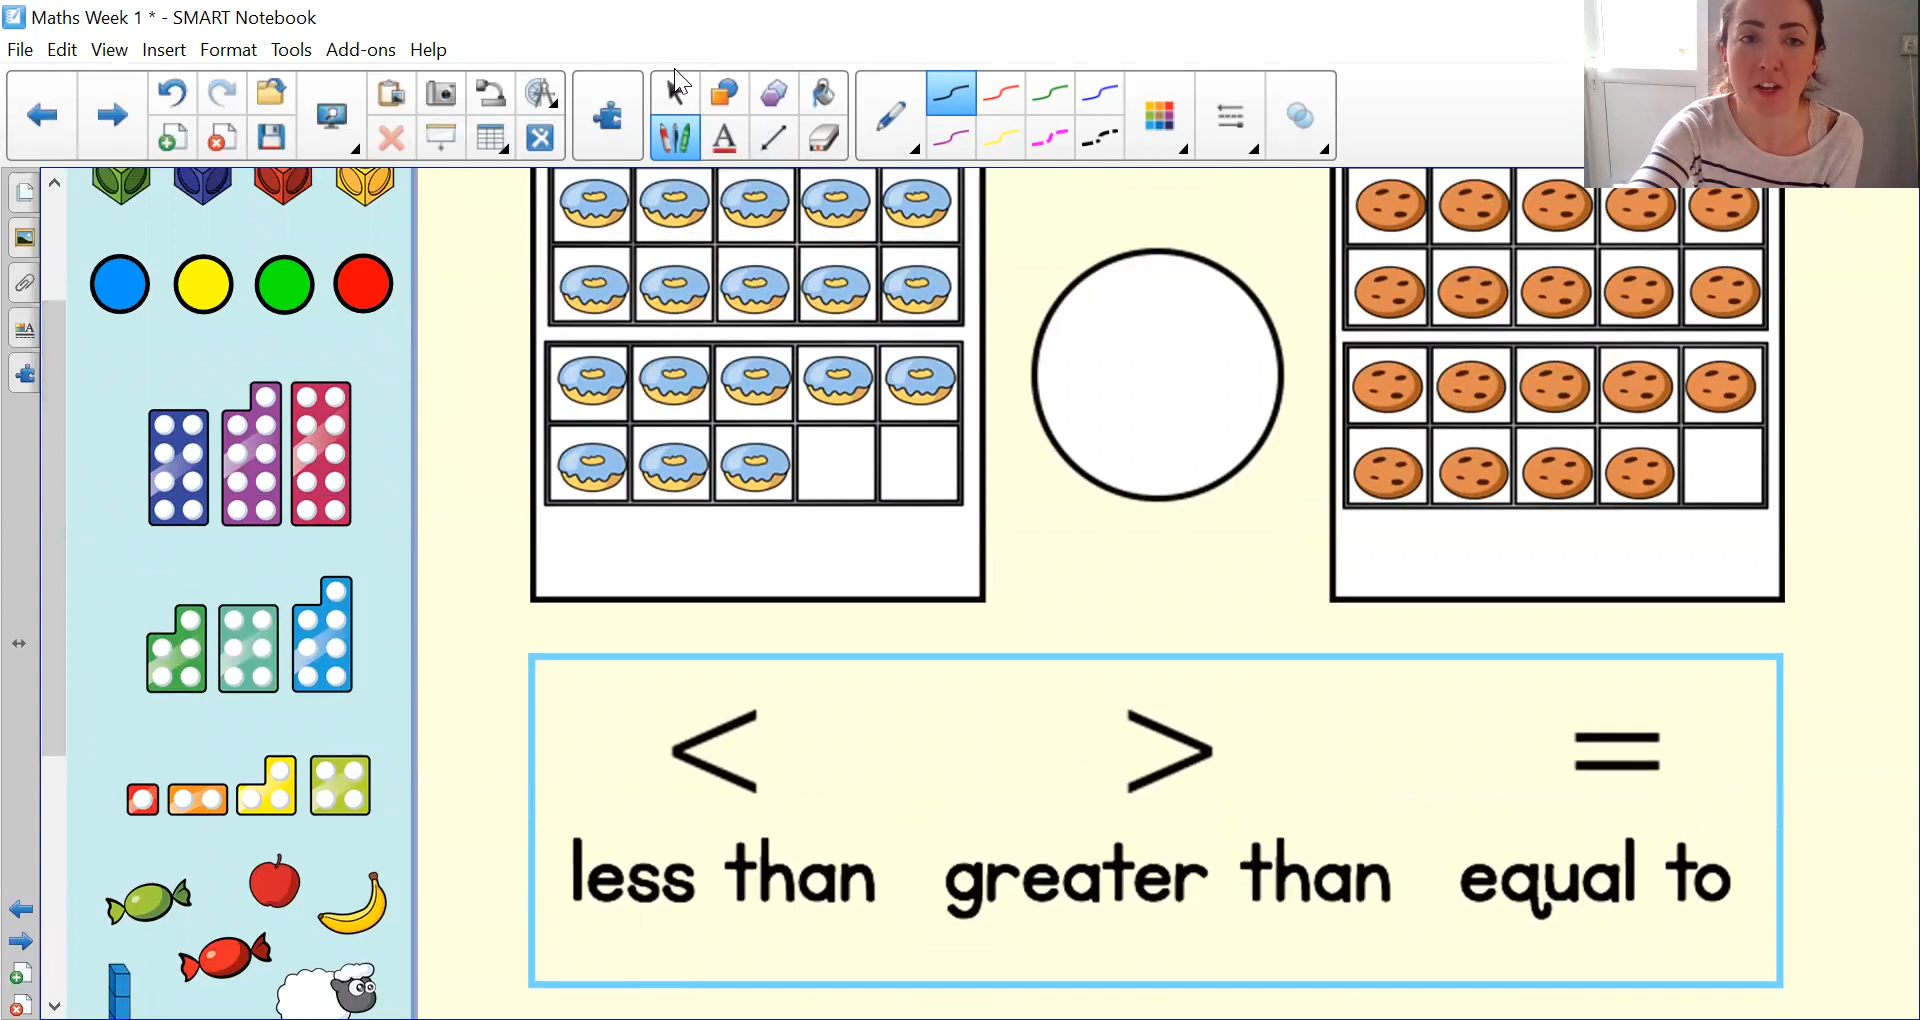 Maths Week 1 * - SMART Notebook
File Edit View Insert Format Tools Add-ons Help
A
A
< > =
less than greater than equal to